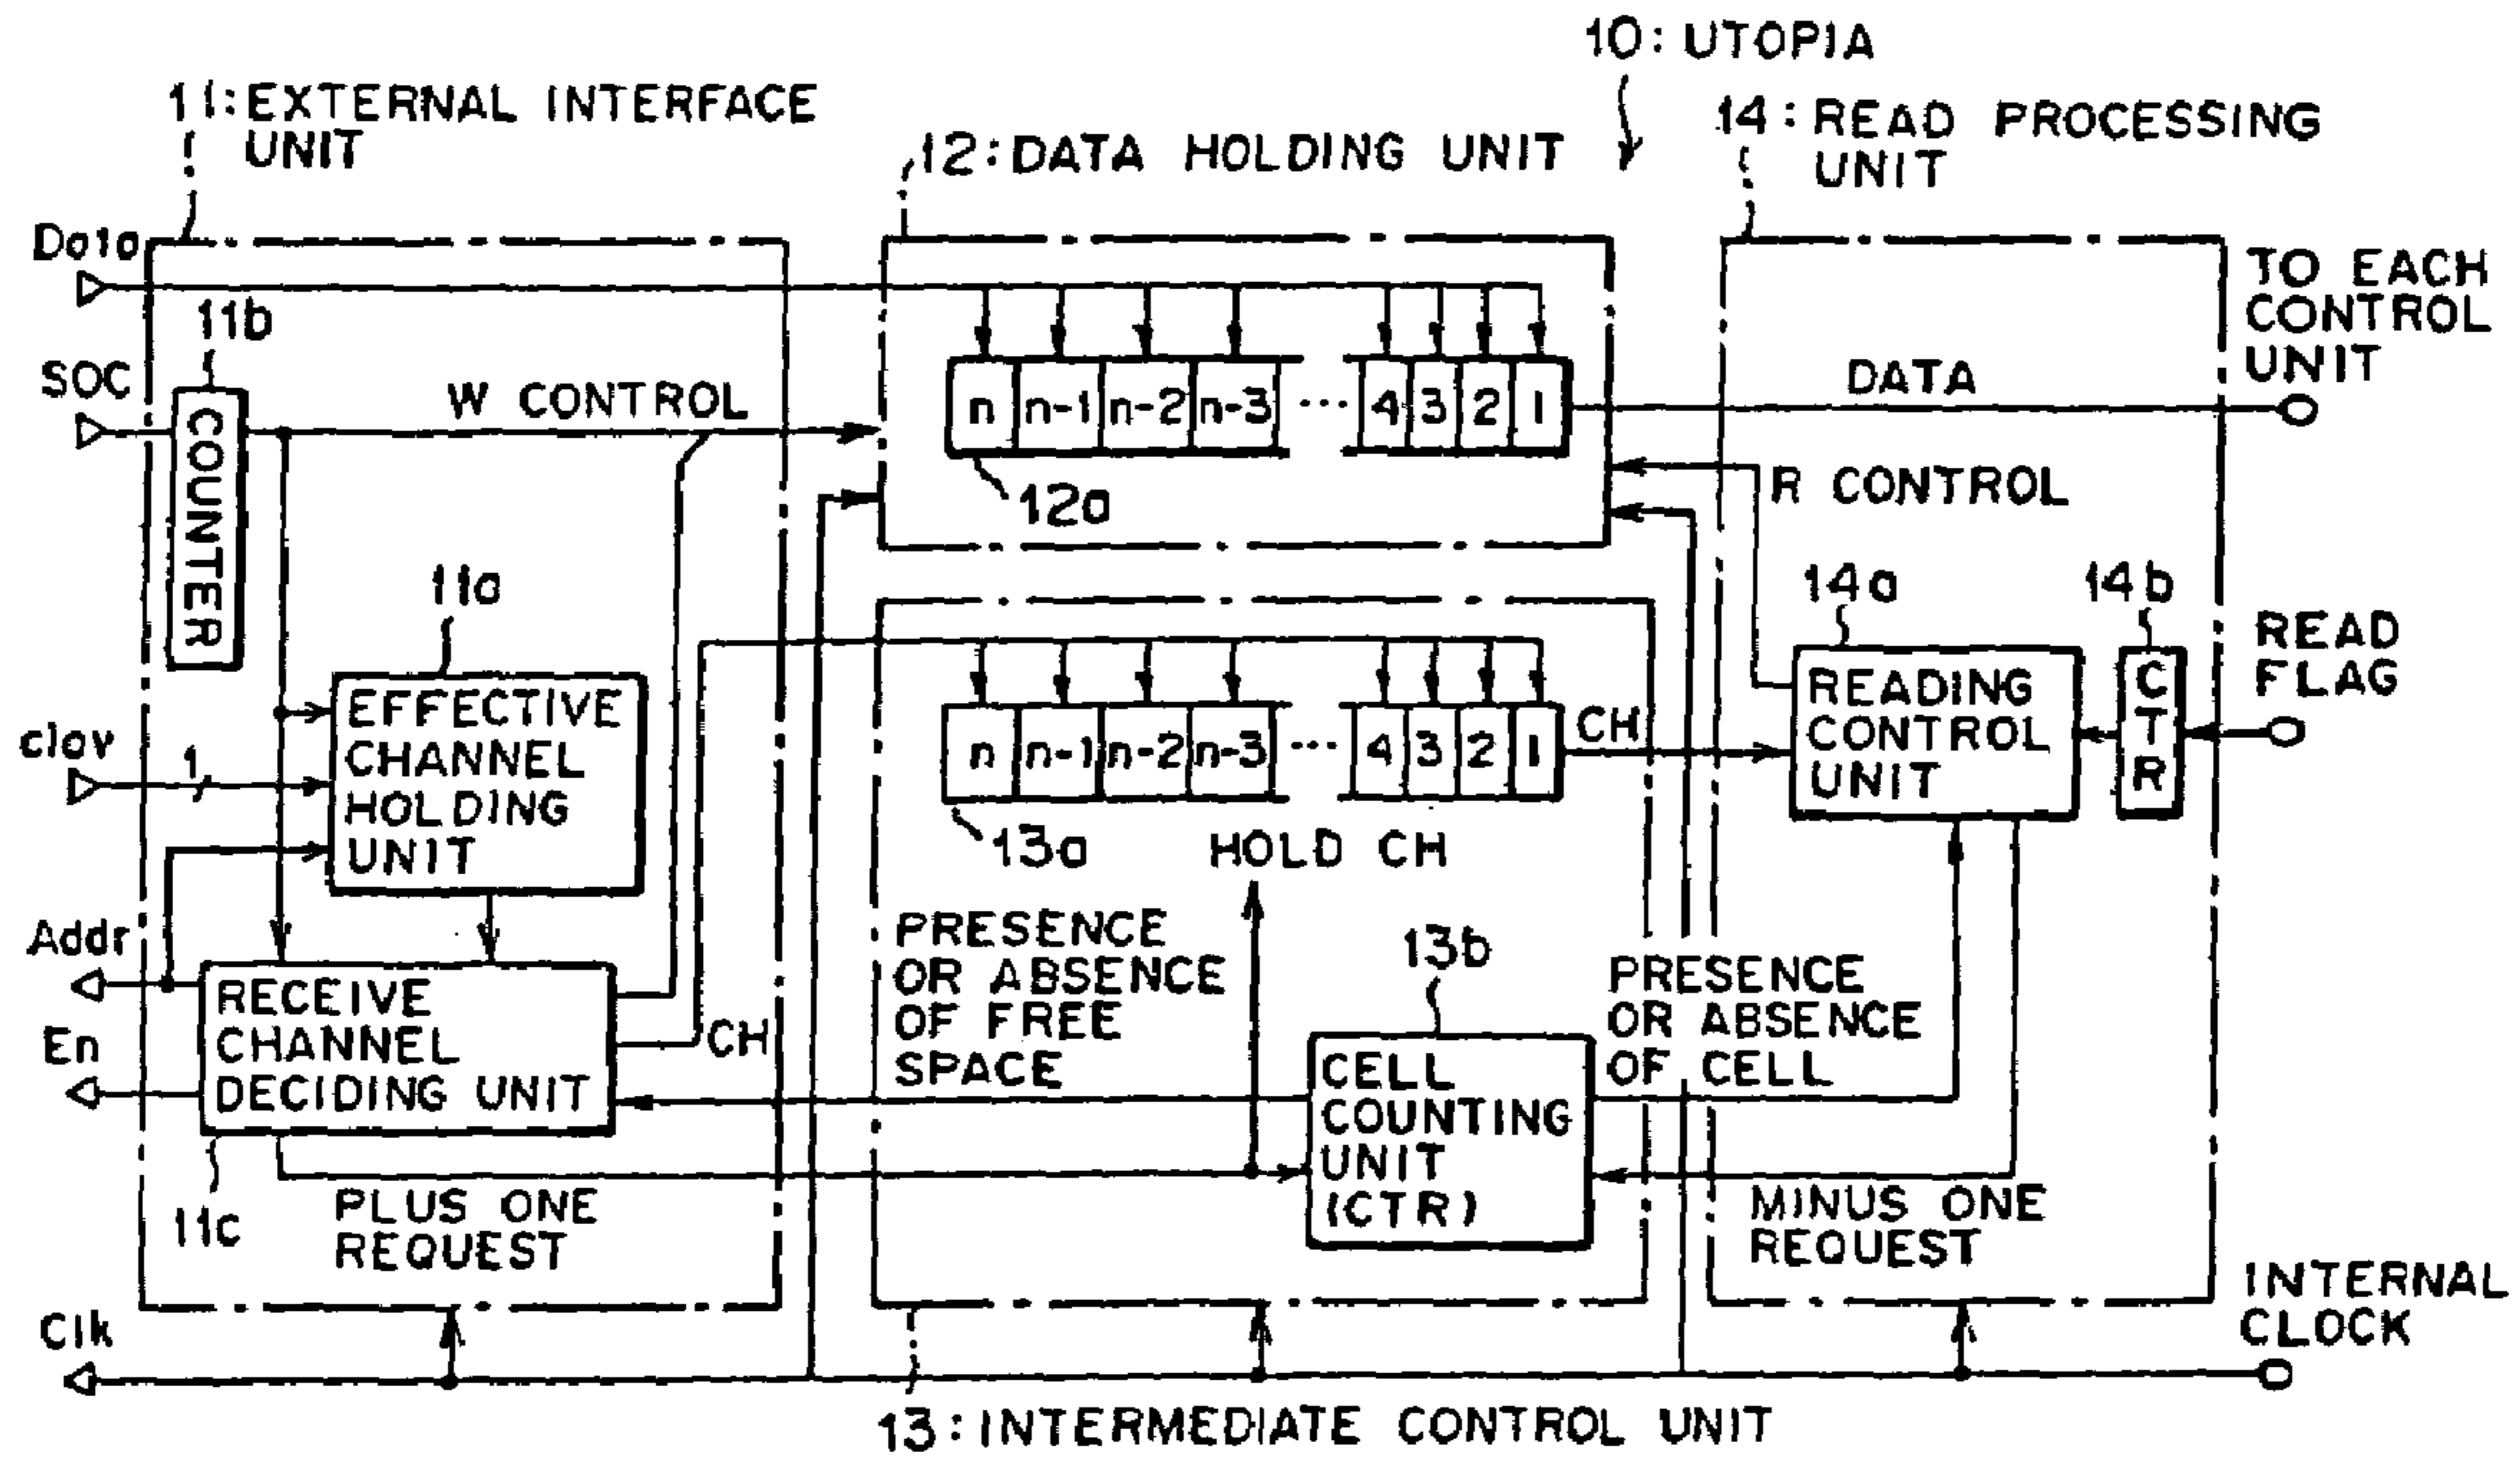 10: UTOPIA
11: EXTERNAL INTERFACE
UNIT
12: DATA HOLDING UNIT
14: READ PROCESSING
UNIT
Data
11b
SOC
COUNTER
W CONTROL
n n-1 n-2 n-3 ... 4 3 2 1
12a
DATA
TO EACH
CONTROL
UNIT
R CONTROL
11a
EFFECTIVE
CHANNEL
HOLDING
UNIT
clav
1
n n-1 n-2 n-3 ... 4 3 2 1
13a
CH
HOLD CH
14a
READING
CONTROL
UNIT
14b
CTR
READ
FLAG
Addr
En
RECEIVE
CHANNEL
DECIDING UNIT
CH
11c
PLUS ONE
REQUEST
PRESENCE
OR ABSENCE
OF FREE
SPACE
13b
CELL
COUNTING
UNIT
(CTR)
PRESENCE
OR ABSENCE
OF CELL
MINUS ONE
REQUEST
Clk
INTERNAL
CLOCK
13: INTERMEDIATE CONTROL UNIT